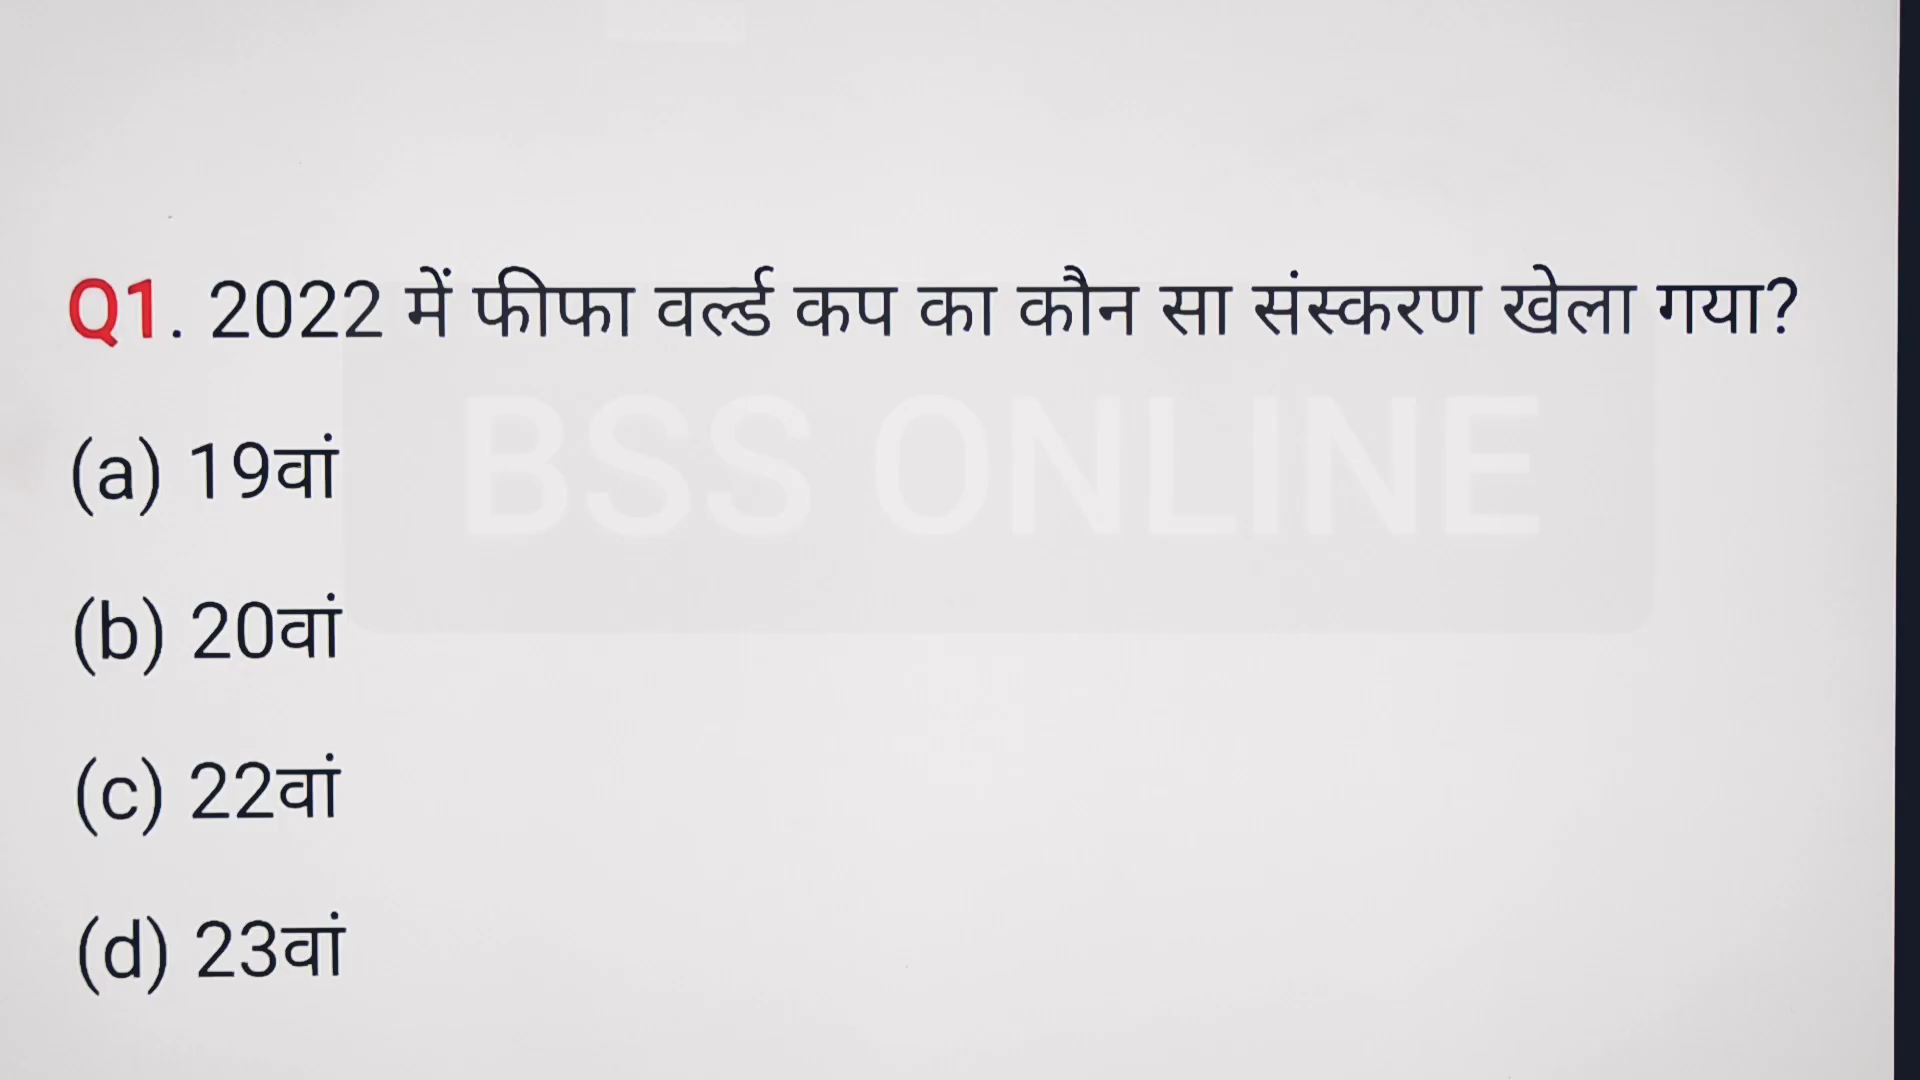 Q1. 2022 में फीफा वर्ल्ड कप का कौन सा संस्करण खेला गया?
BSS ONLINE
(a) 19वां
(b) 20वां
(c) 22वां
(d) 23वां